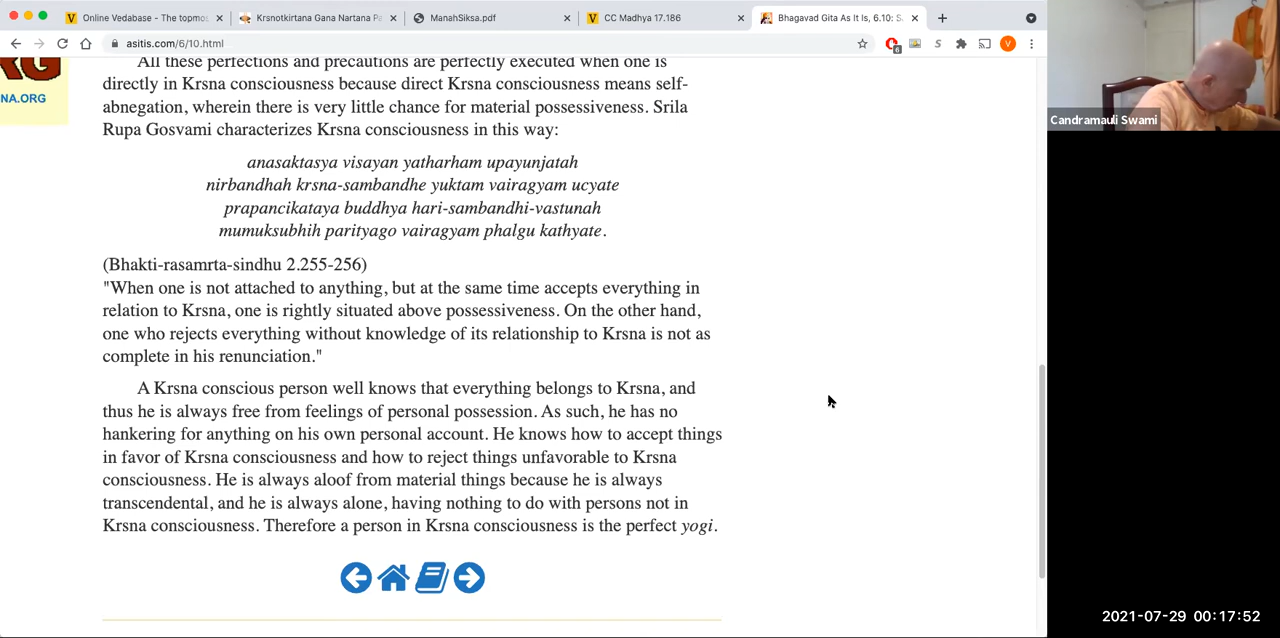 Online Vedabase - The topmos
Krsnotkirtana Gana Nartana Pa
ManahSiksa.pdf
CC Madhya 17.186
Bhagavad Gita As It Is, 6.10: S
asitis.com/6/10.html
6
S
V
RG
NA.ORG
All these perfections and precautions are perfectly executed when one is
directly in Krsna consciousness because direct Krsna consciousness means self-
abnegation, wherein there is very little chance for material possessiveness. Srila
Rupa Gosvami characterizes Krsna consciousness in this way:
anasaktasya visayan yatharham upayunjatah
nirbandhah krsna-sambandhe yuktam vairagyam ucyate
prapancikataya buddhya hari-sambandhi-vastunah
mumuksubhih parityago vairagyam phalgu kathyate.
(Bhakti-rasamrta-sindhu 2.255-256)
"When one is not attached to anything, but at the same time accepts everything in
relation to Krsna, one is rightly situated above possessiveness. On the other hand,
one who rejects everything without knowledge of its relationship to Krsna is not as
complete in his renunciation."
A Krsna conscious person well knows that everything belongs to Krsna, and
thus he is always free from feelings of personal possession. As such, he has no
hankering for anything on his own personal account. He knows how to accept things
in favor of Krsna consciousness and how to reject things unfavorable to Krsna
consciousness. He is always aloof from material things because he is always
transcendental, and he is always alone, having nothing to do with persons not in
Krsna consciousness. Therefore a person in Krsna consciousness is the perfect yogi.
Candramauli Swami
2021-07-29 00:17:52